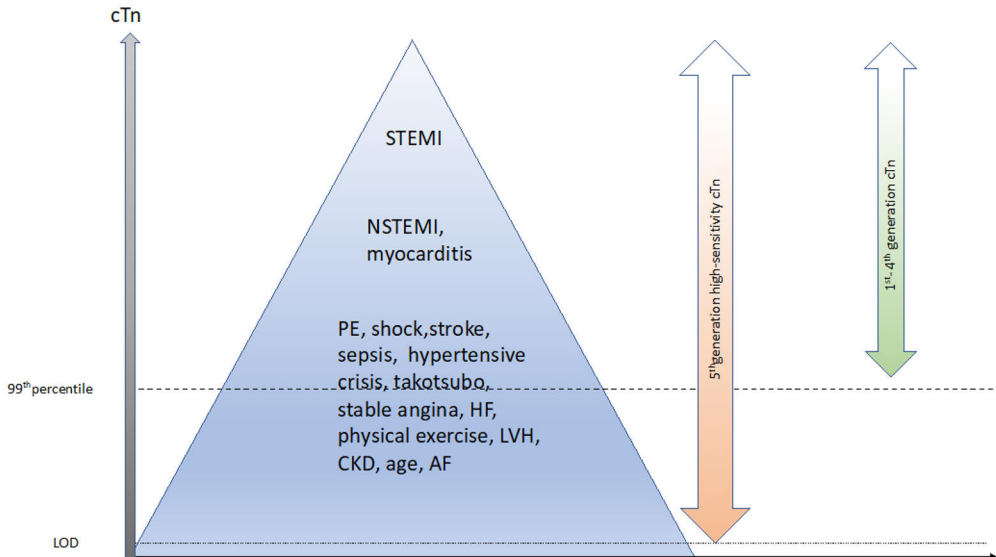 cTn
STEMI
NSTEMI,
myocarditis
PE, shock,stroke,
sepsis, hypertensive
crisis, takotsubo,
stable angina, HF,
physical exercise, LVH,
CKD, age, AF
99th percentile
LOD
5th generation high-sensitivity cTn
1st- 4th generation cTn